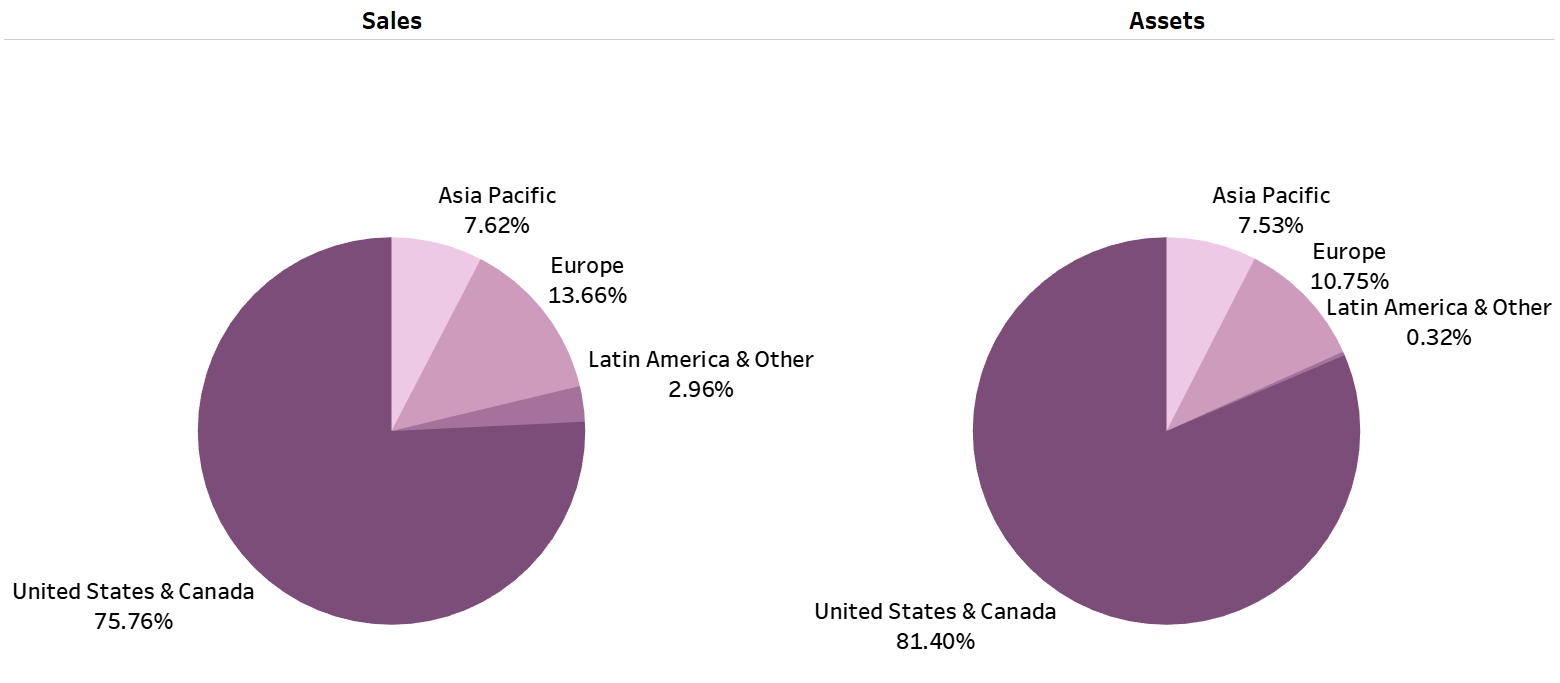 Sales
Asia Pacific
7.62%
Europe
13.66%
Latin America & Other
2.96%
United States & Canada
75.76%
Assets
Asia Pacific
7.53%
Europe
10.75%
Latin America & Other
0.32%
United States & Canada
81.40%